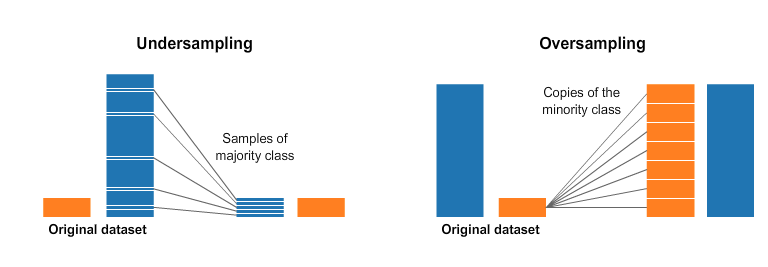 Undersampling
Samples of
majority class
Original dataset
Oversampling
Copies of the
minority class
Original dataset